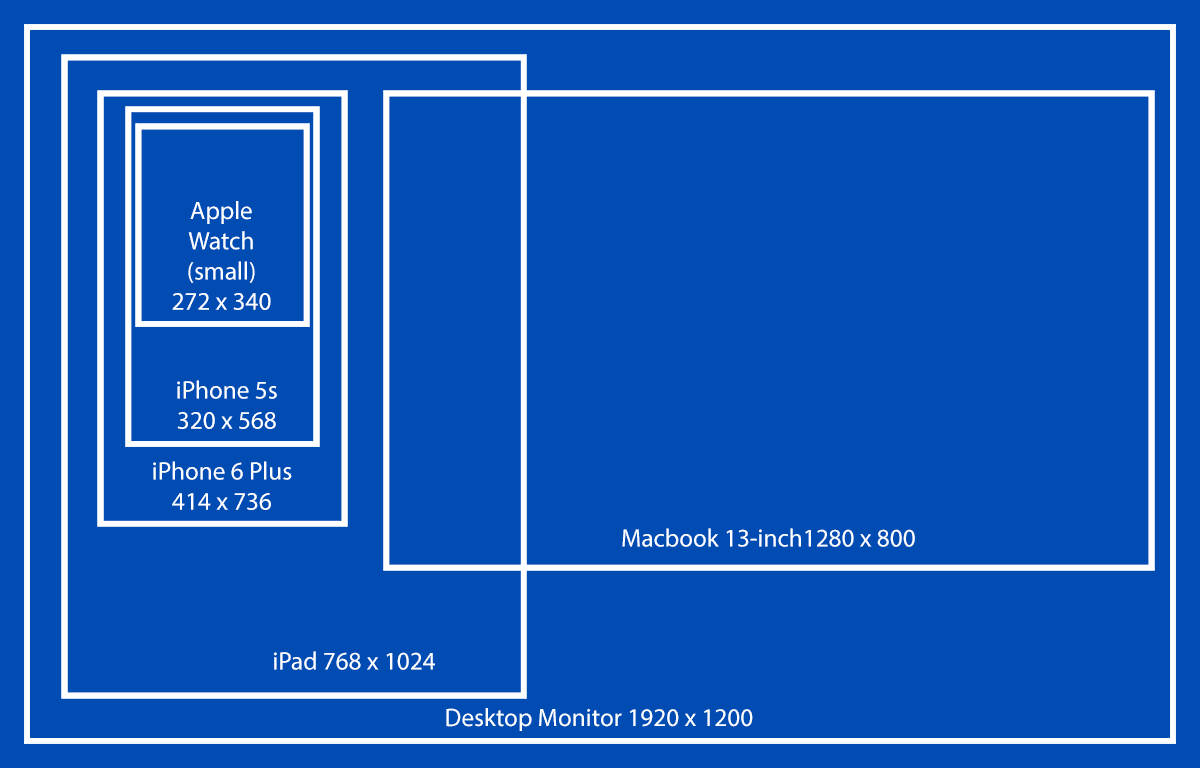 Apple
Watch
(small)
272 x 340
iPhone 5s
320 x 568
iPhone 6 Plus
414 x 736
Macbook 13-inch1280 x 800
iPad 768 x 1024
Desktop Monitor 1920 x 1200